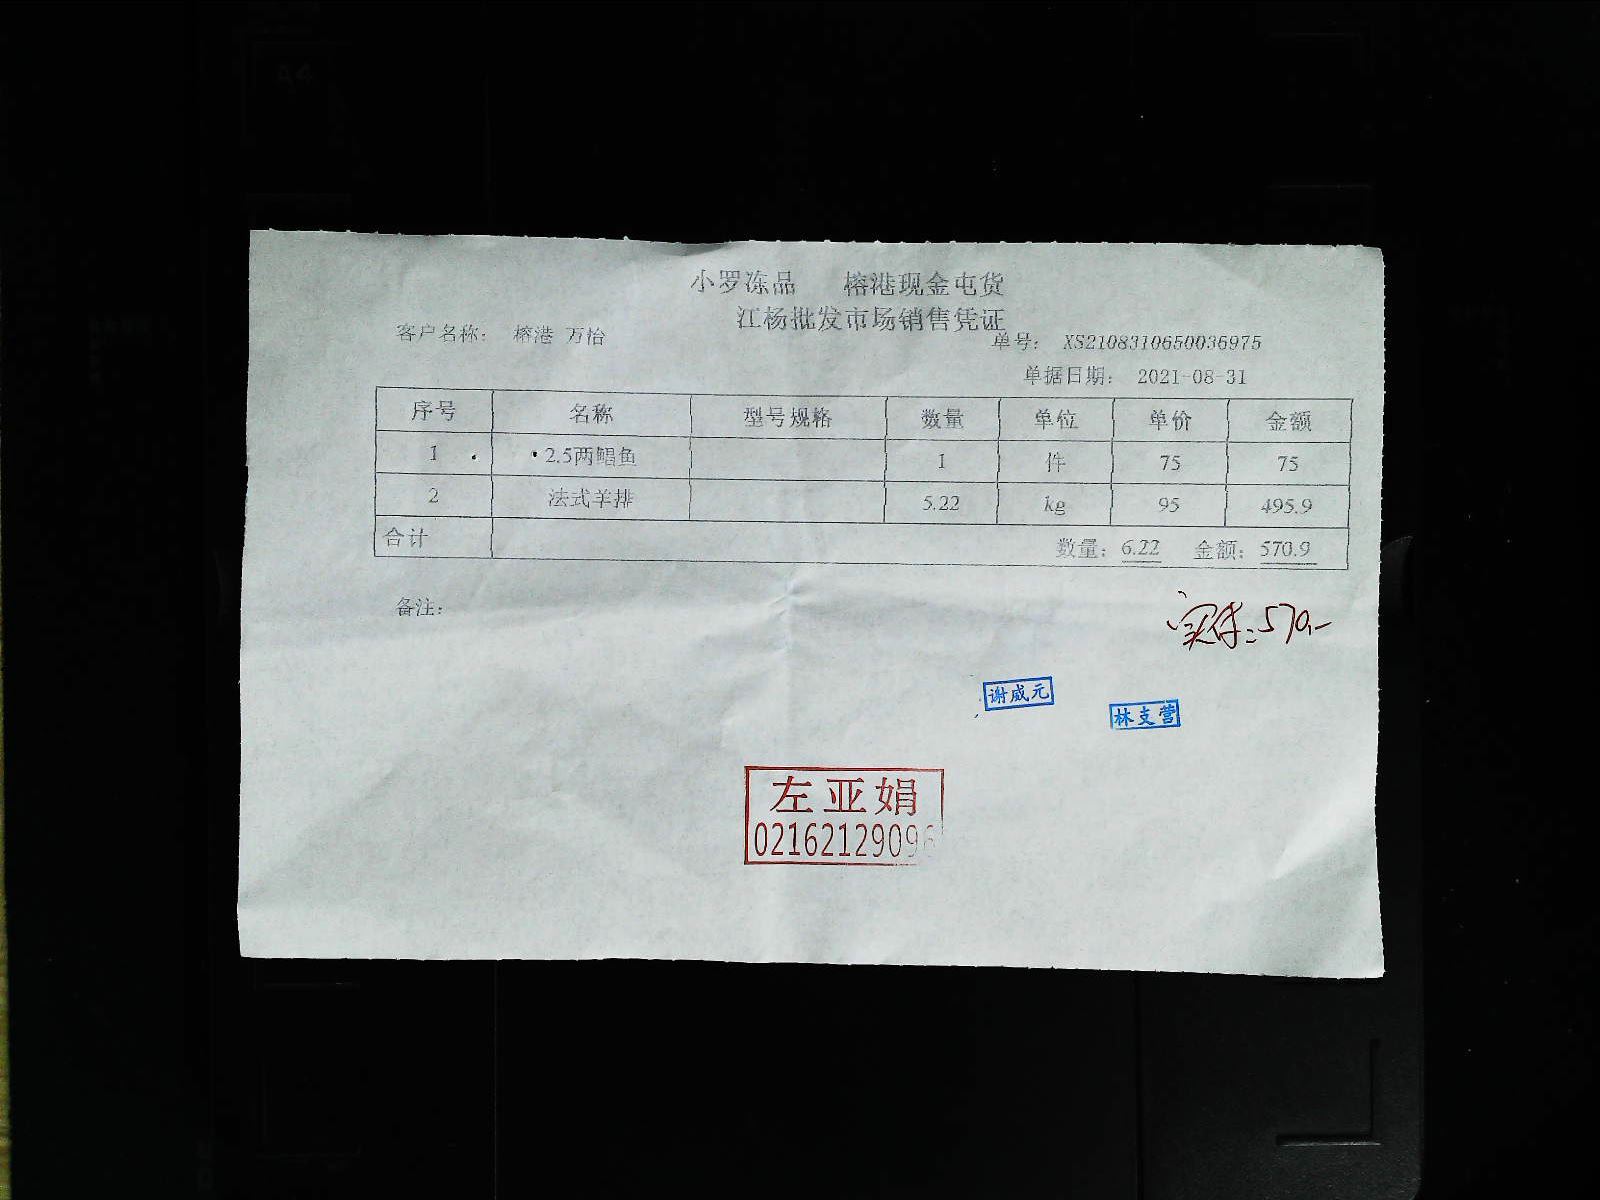 小罗冻品 榕港现金屯货
江杨批发市场销售凭证
客户名称： 榕港 万怡
单号： XS2108310650036975
单据日期： 2021-08-31
序号 名称 型号规格 数量 单位 单价 金额
1 2.5两鲳鱼 1 件 75 75
2 法式羊排 5.22 kg 95 495.9
合计 数量：6.22 金额：570.9
备注：
实付：570.-
谢成元
林支营
左亚娟
02162129096
A4